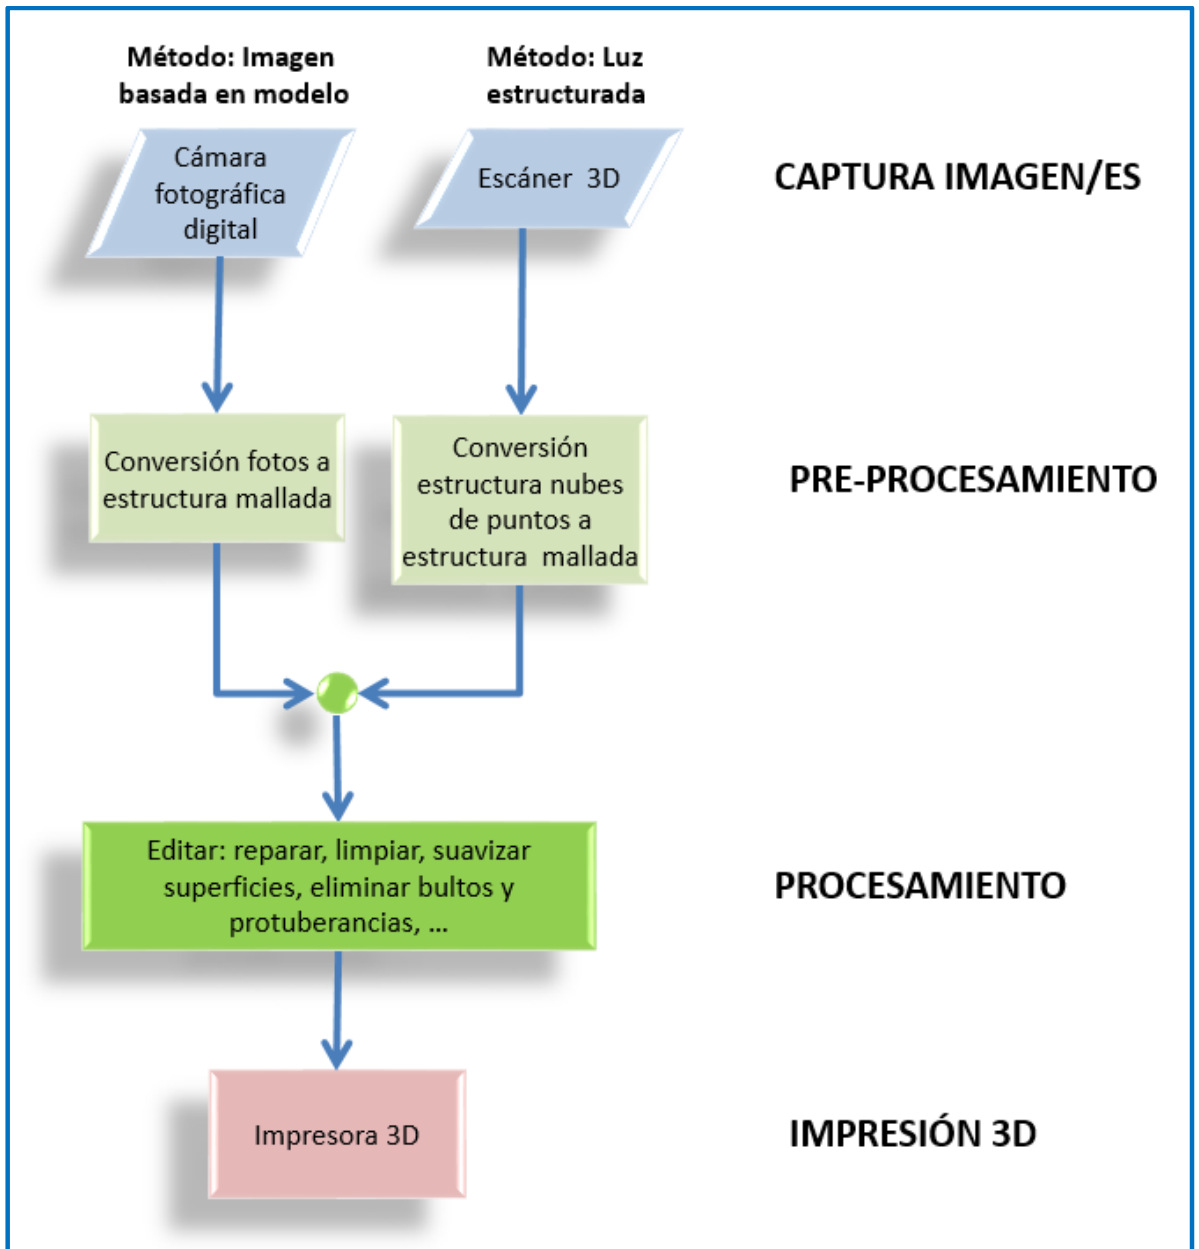 Método: Imagen
basada en modelo
Método: Luz
estructurada
Cámara
fotográfica
digital
Escáner 3D
CAPTURA IMAGEN/ES
Conversión fotos a
estructura mallada
Conversión
estructura nubes
de puntos a
estructura mallada
PRE-PROCESAMIENTO
Editar: reparar, limpiar, suavizar
superficies, eliminar bultos y
protuberancias, ...
PROCESAMIENTO
Impresora 3D
IMPRESIÓN 3D